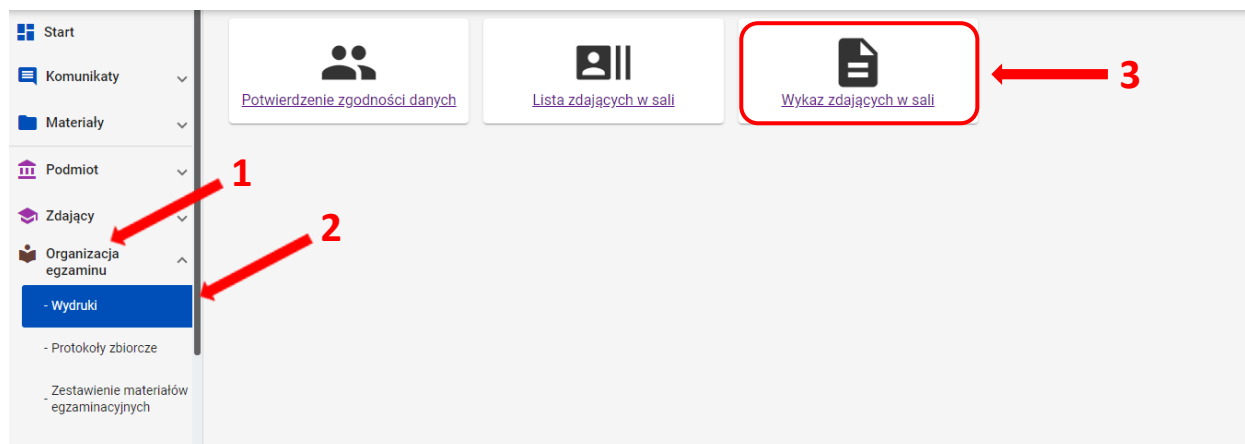 Start
Komunikaty
Materiały
Podmiot
Zdający
Organizacja
egzaminu
- Wydruki
- Protokoły zbiorcze
- Zestawienie materiałów
egzaminacyjnych
Potwierdzenie zgodności danych
Lista zdających w sali
Wykaz zdających w sali
1
2
3